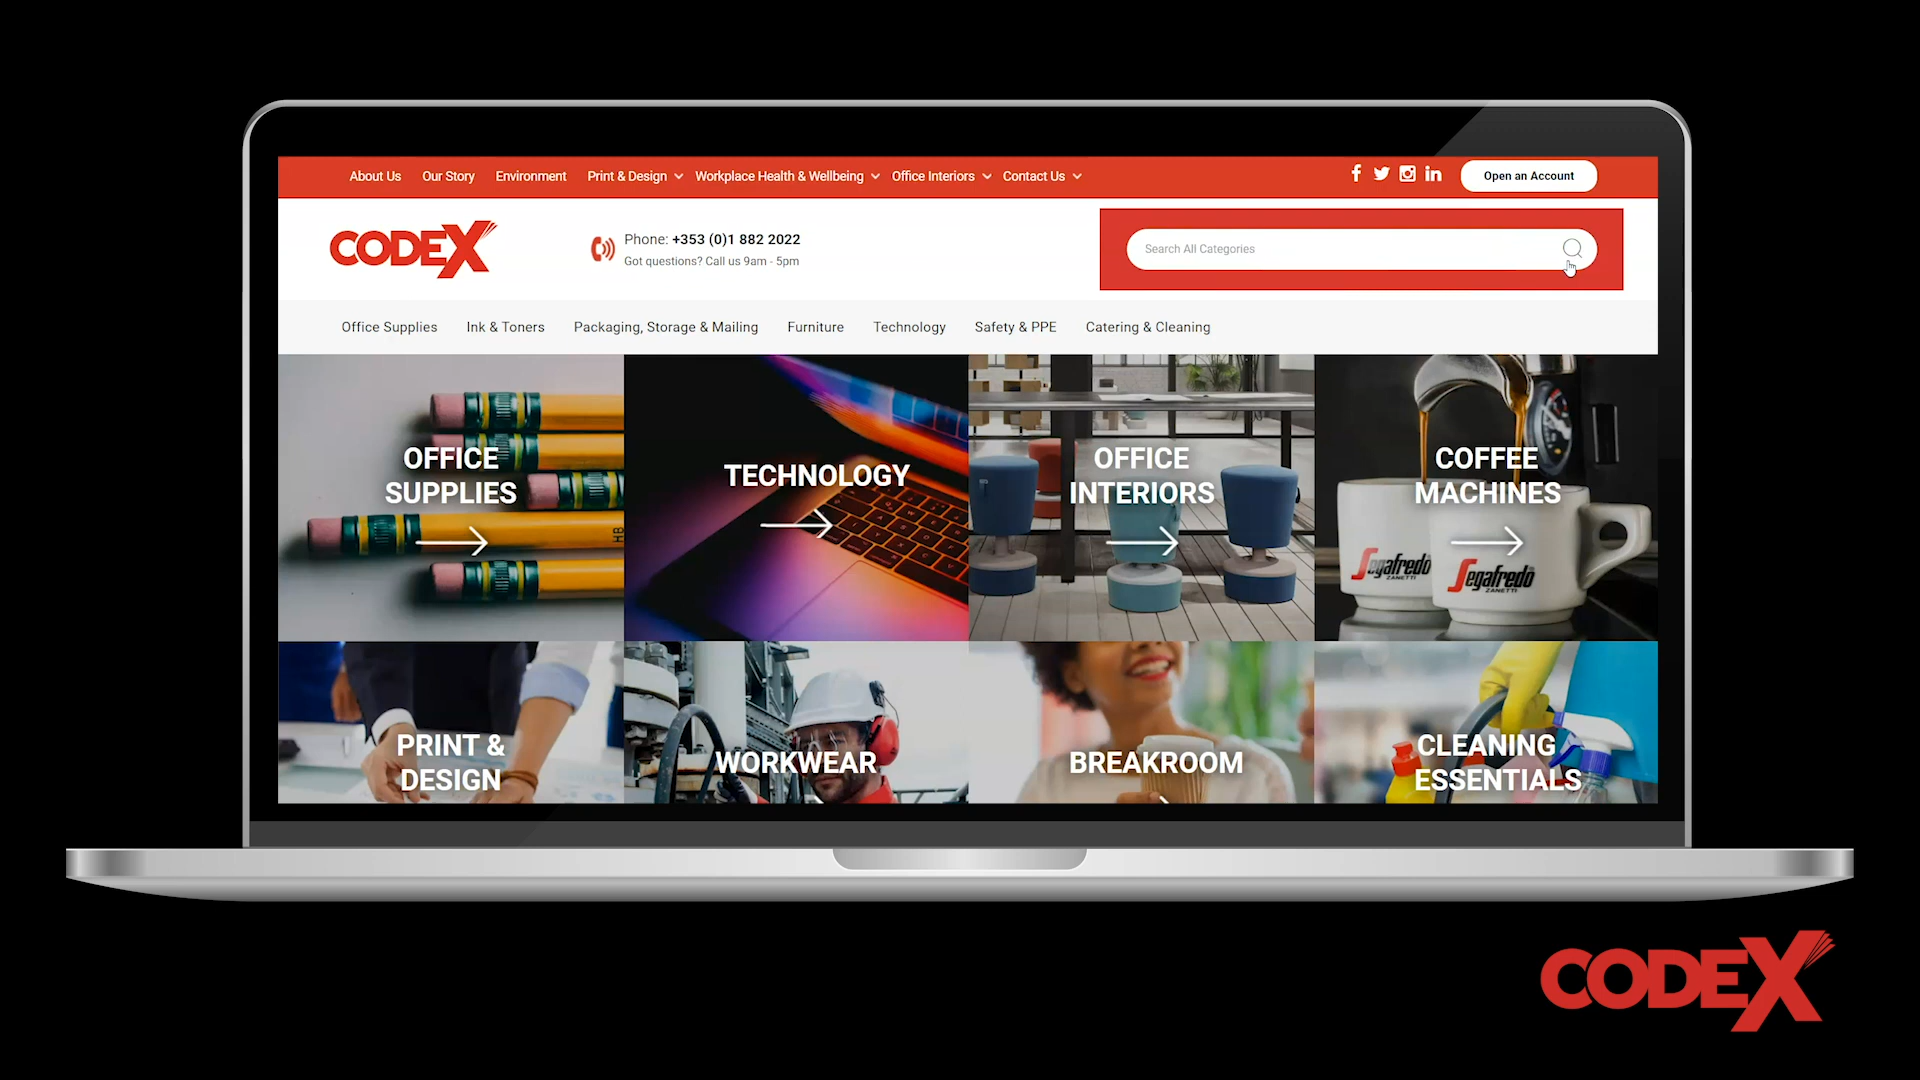 About Us Our Story Environment Print & Design Workplace Health & Wellbeing Office Interiors Contact Us
Open an Account
CODEX
Phone: +353 (0)1 882 2022
Got questions? Call us 9am - 5pm
Search All Categories
Office Supplies Ink & Toners Packaging, Storage & Mailing Furniture Technology Safety & PPE Catering & Cleaning
OFFICE
SUPPLIES
HB
TECHNOLOGY
OFFICE
INTERIORS
COFFEE
MACHINES
Segafredo
ZANETTI
Segafredo
ZANETTI
PRINT &
DESIGN
WORKWEAR
BREAKROOM
CLEANING
ESSENTIALS
CODEX